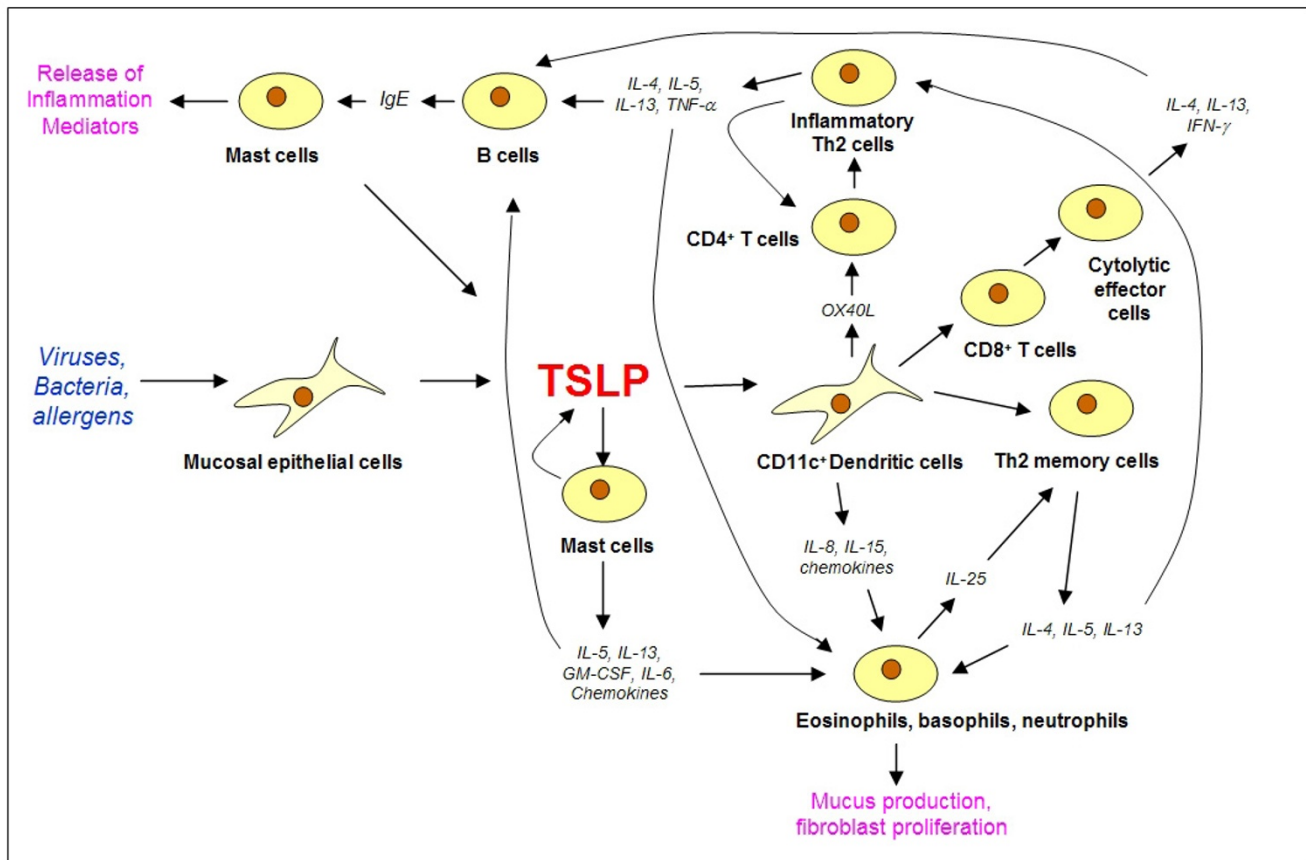 Release of
Inflammation
Mediators
Mast cells
IgE
B cells
IL-4, IL-5,
IL-13, TNF-α
Inflammatory
Th2 cells
IL-4, IL-13,
IFN-γ
CD4⁺ T cells
Cytolytic
effector
cells
OX40L
CD8⁺ T cells
Viruses,
Bacteria,
allergens
Mucosal epithelial cells
TSLP
CD11c⁺ Dendritic cells
Th2 memory cells
Mast cells
IL-8, IL-15,
chemokines
IL-25
IL-4, IL-5, IL-13
IL-5, IL-13,
GM-CSF, IL-6,
Chemokines
Eosinophils, basophils, neutrophils
Mucus production,
fibroblast proliferation